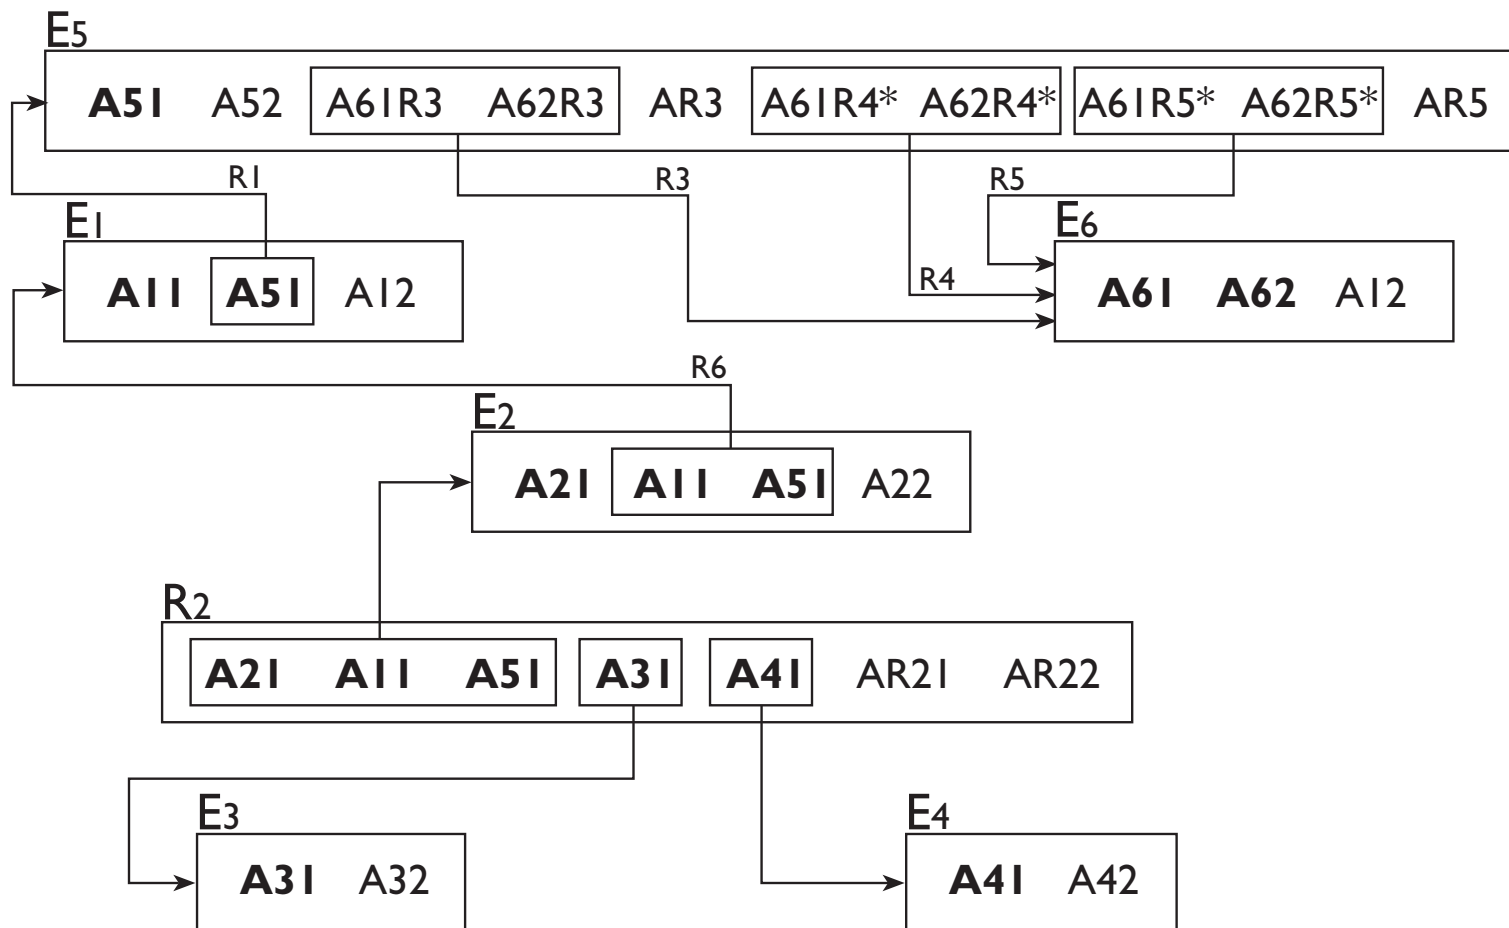 E5
A51 A52 A61R3 A62R3 AR3 A61R4* A62R4* A61R5* A62R5* AR5
R1 R3 R5
E1 E6
A11 A51 A12 R4 A61 A62 A12
R6
E2
A21 A11 A51 A22
R2
A21 A11 A51 A31 A41 AR21 AR22
E3 E4
A31 A32 A41 A42